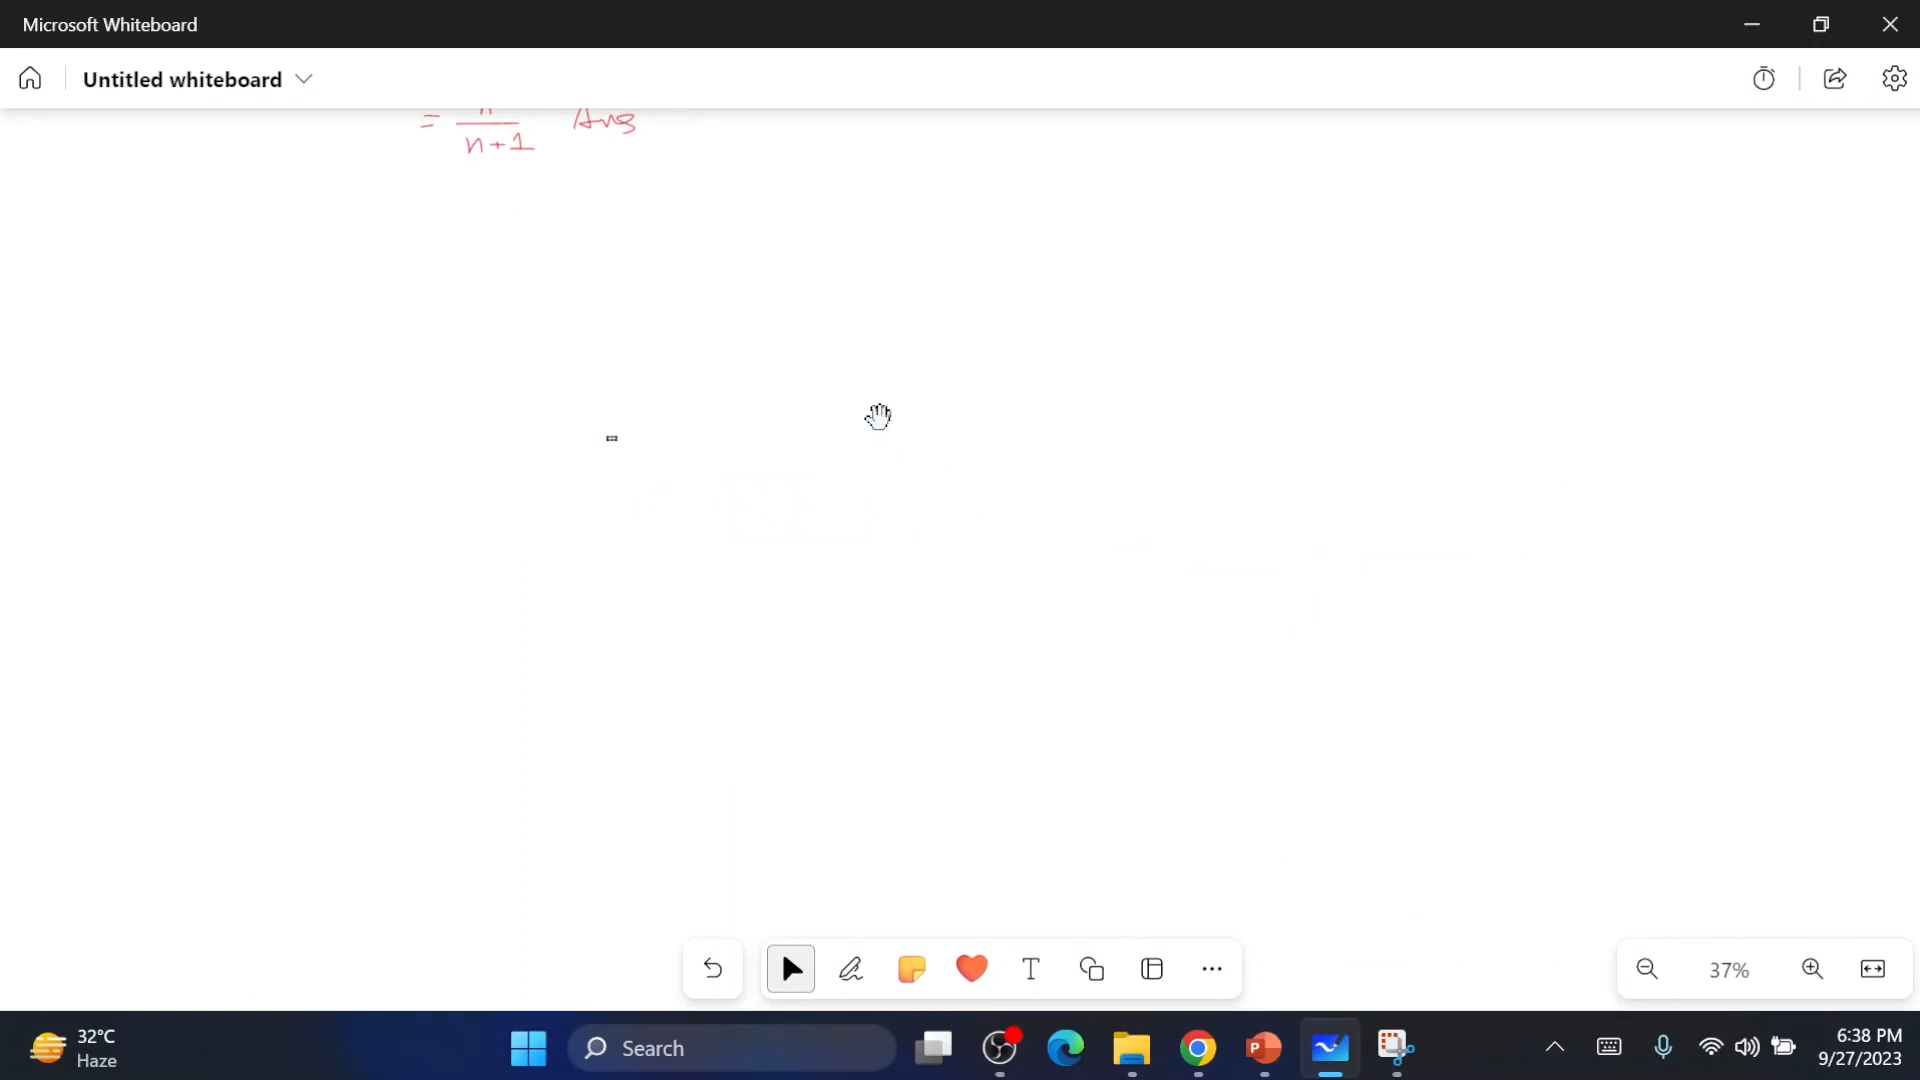 Microsoft Whiteboard
Untitled whiteboard
= n/n+1 Ans
37%
32°C
Haze
Search
6:38 PM
9/27/2023